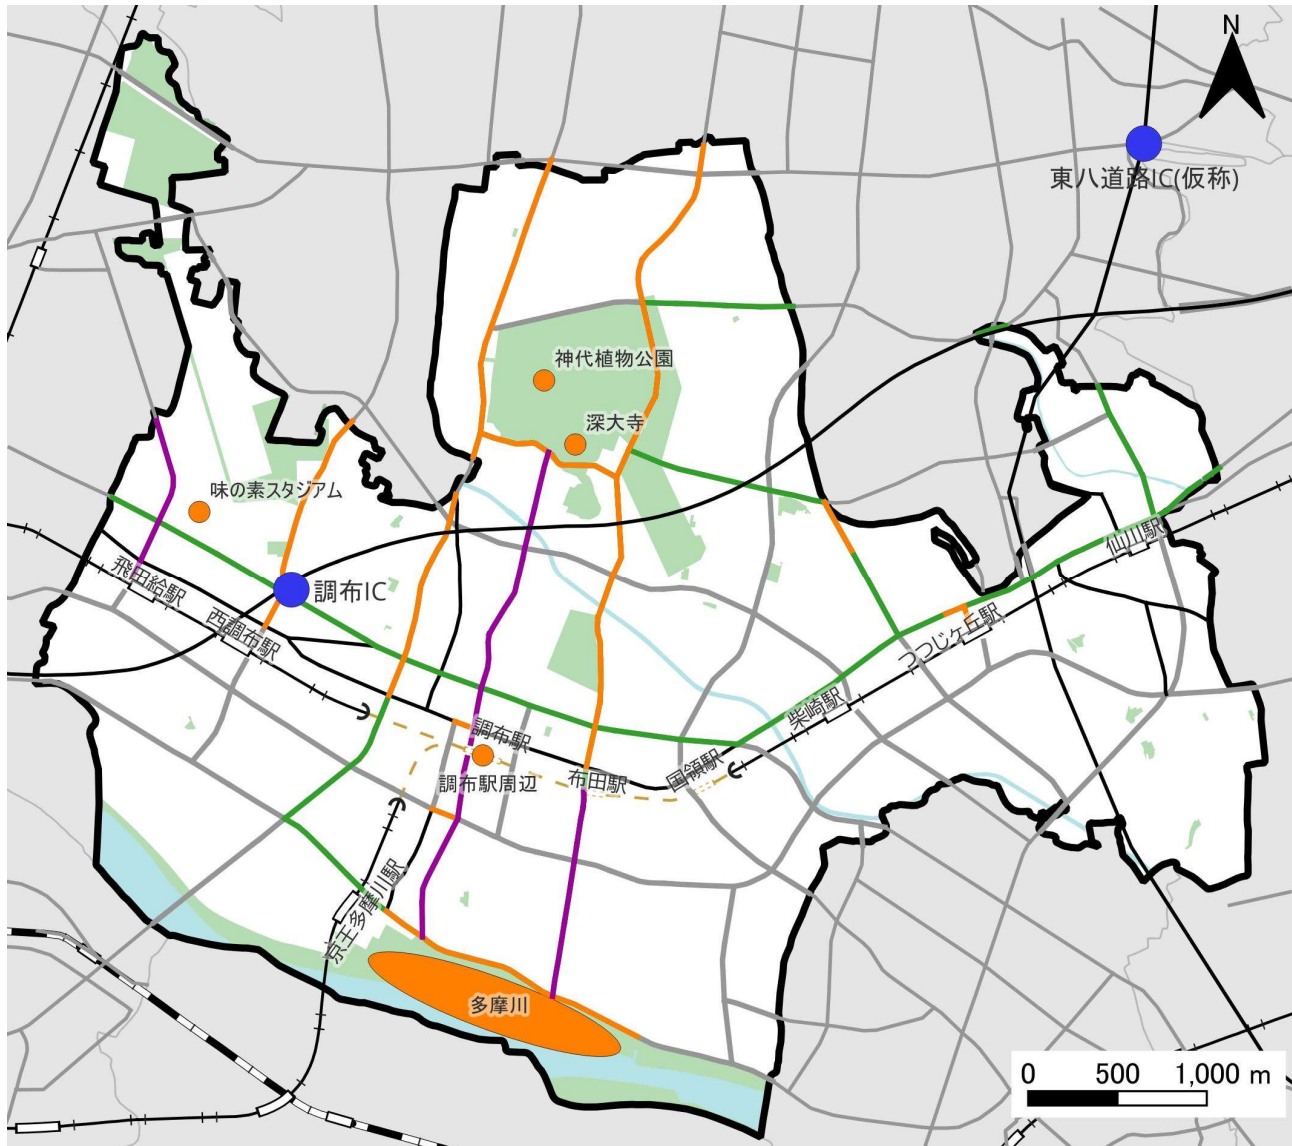 N
東八道路IC(仮称)
神代植物公園
深大寺
味の素スタジアム
仙川駅
飛田給駅
調布IC
西調布駅
つつじケ丘駅
柴崎駅
調布駅
国領駅
調布駅周辺
布田駅
京王多摩川駅
多摩川
0 500 1,000 m